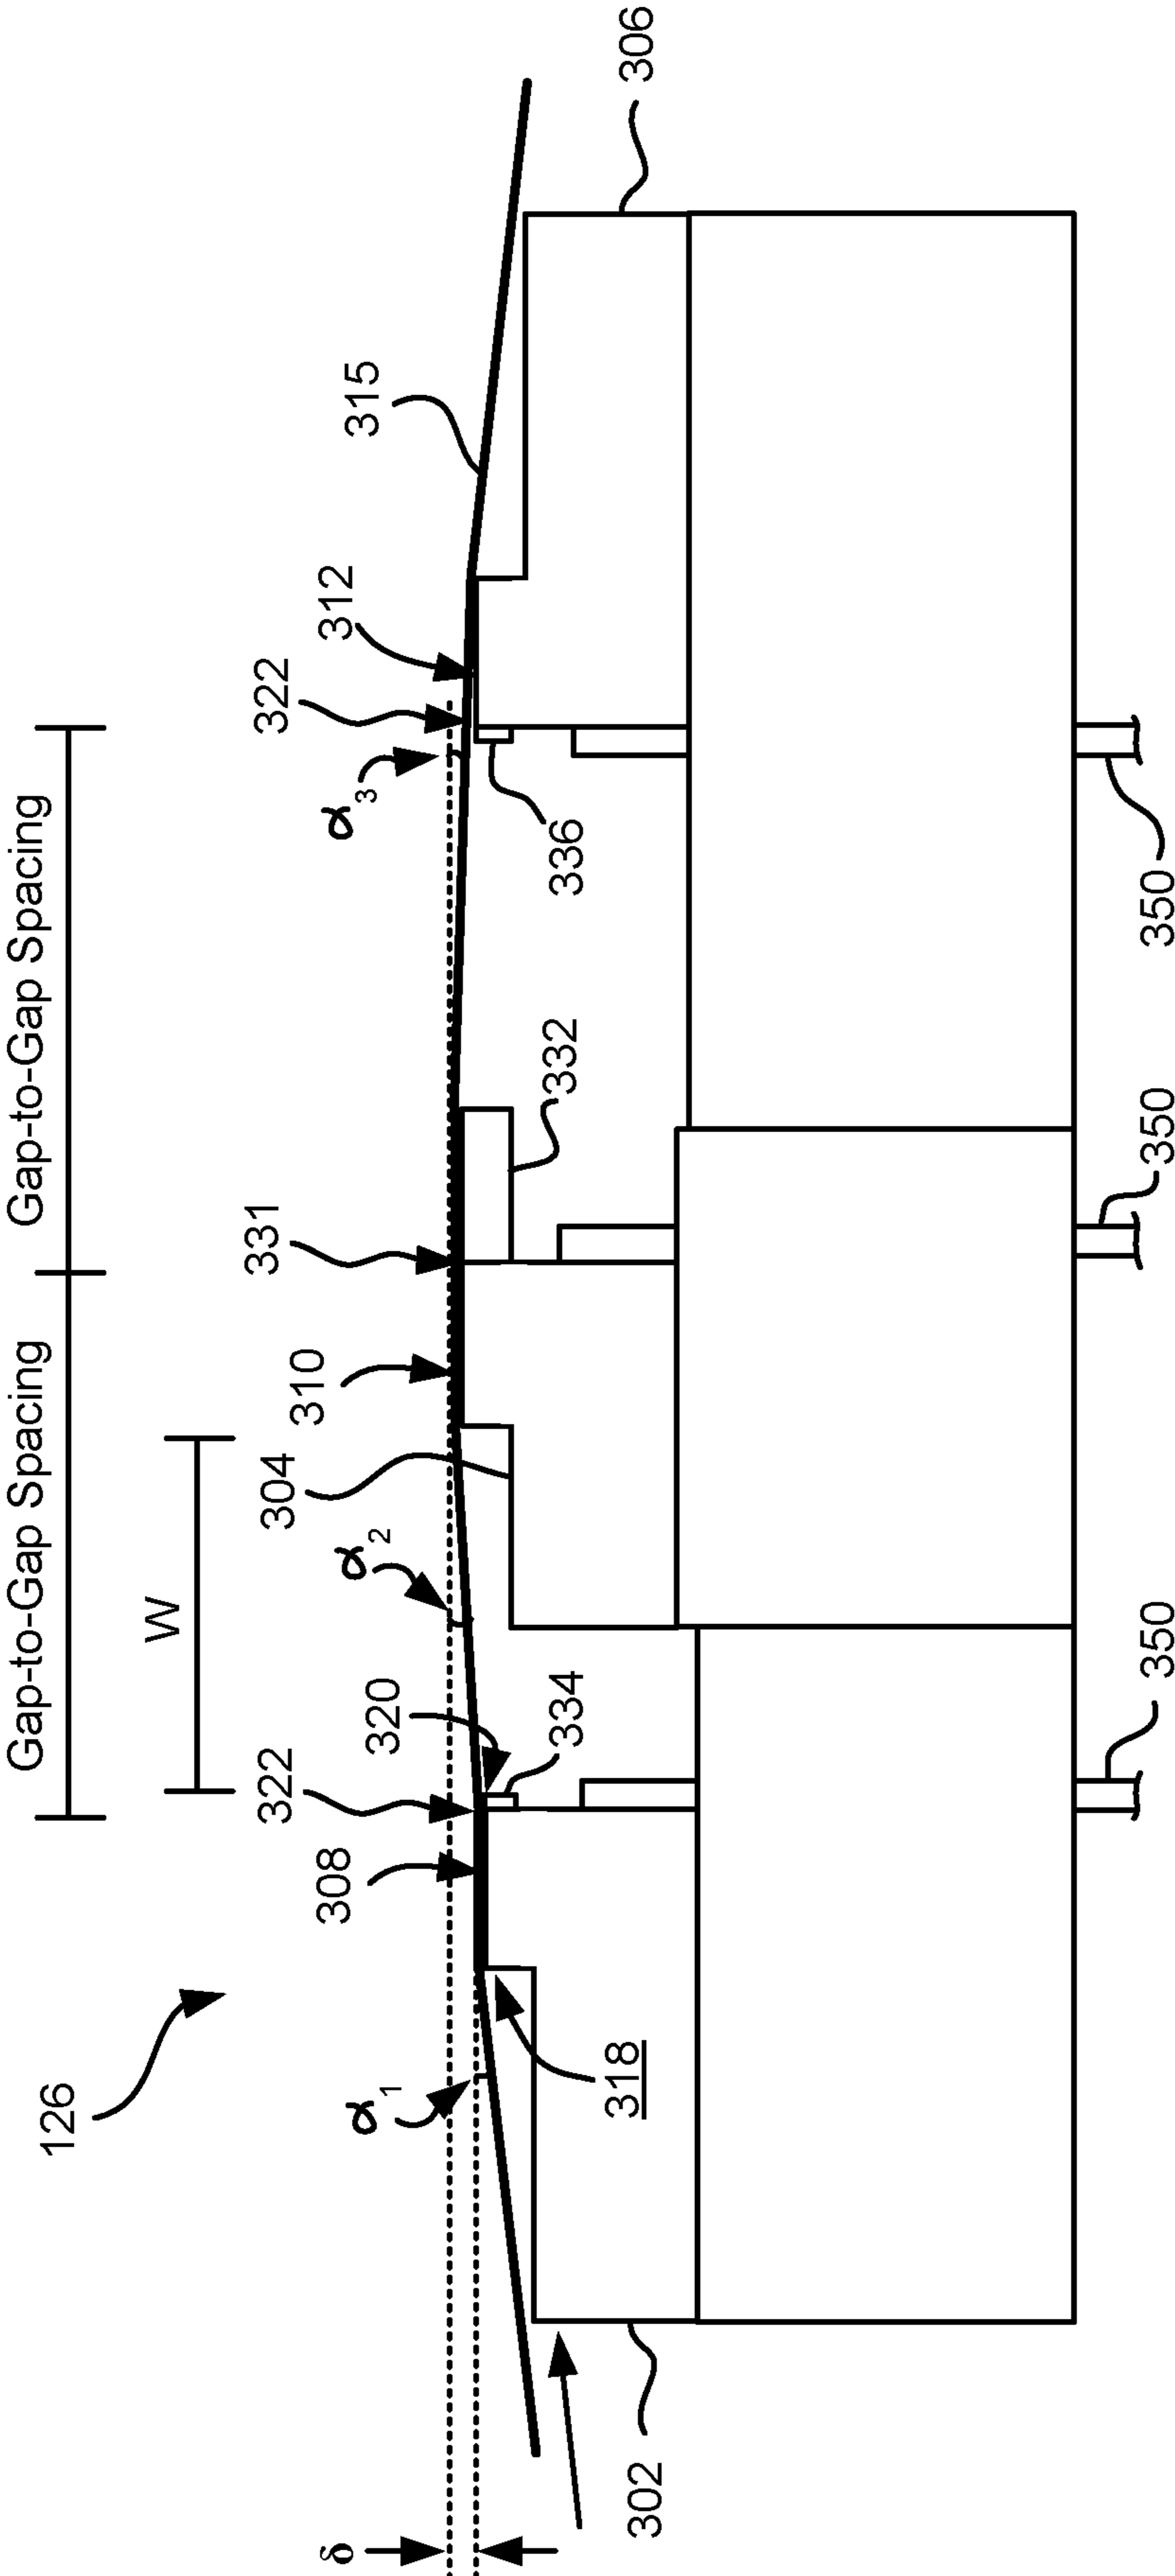 Gap-to-Gap Spacing
Gap-to-Gap Spacing
W
126
δ
α1
308
322
320
334
α2
304
310
331
332
α3
322
312
336
315
306
318
302
350
350
350